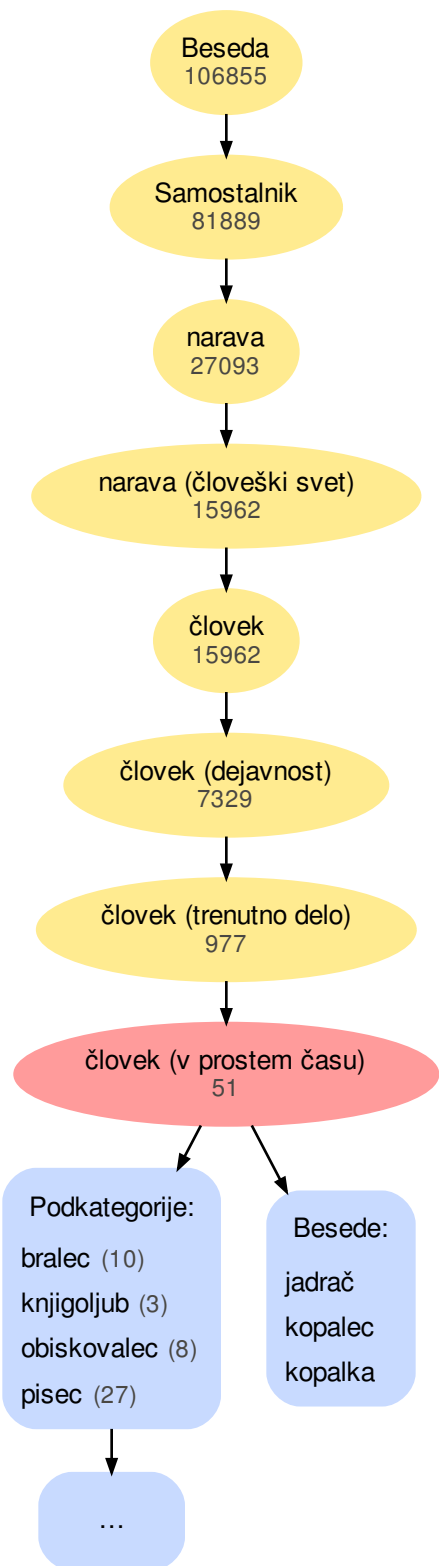 Beseda
106855
Samostalnik
81889
narava
27093
narava (človeški svet)
15962
človek
15962
človek (dejavnost)
7329
človek (trenutno delo)
977
človek (v prostem času)
51
Podkategorije:
bralec (10)
knjigoljub (3)
obiskovalec (8)
pisec (27)
Besede:
jadrač
kopalec
kopalka
...